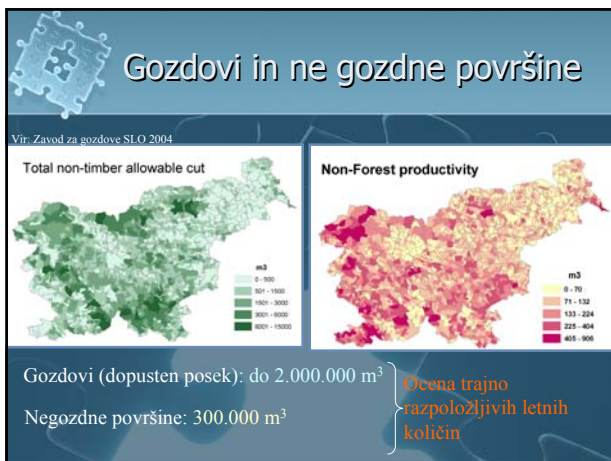 Gozdovi in ne gozdne površine
Vir: Zavod za gozdove SLO 2004
Total non-timber allowable cut
m3
0 - 500
501 - 1500
1501 - 3000
3001 - 6000
6001 - 15000
Non-Forest productivity
m3
0 - 70
71 - 132
133 - 224
225 - 404
405 - 906
Gozdovi (dopusten posek): do 2.000.000 m³
Negozdne površine: 300.000 m³
Ocena trajno
razpoložljivih letnih
količin